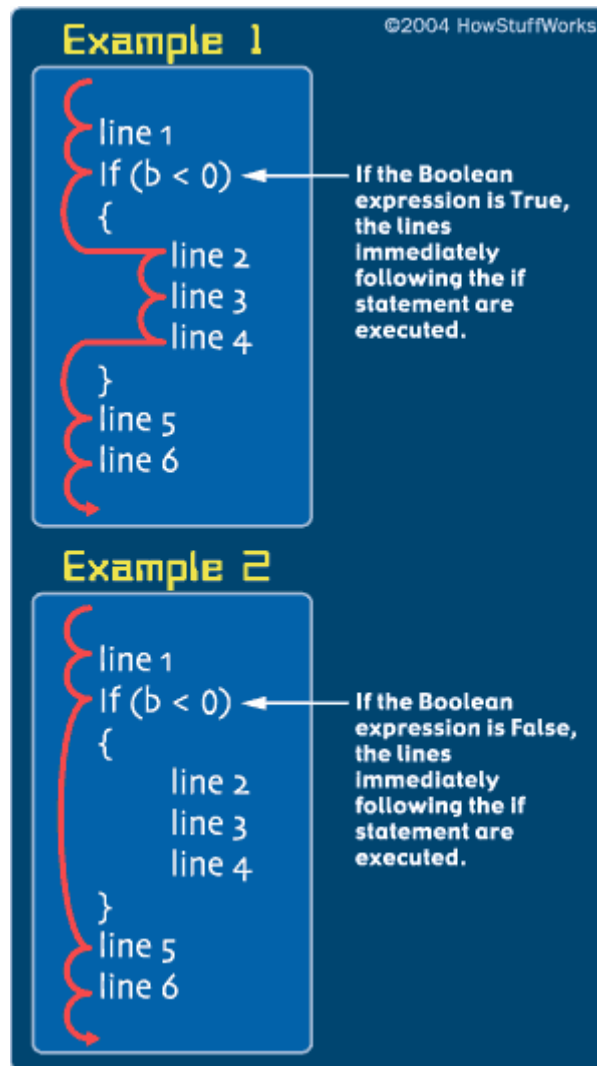 ©2004 HowStuffWorks
Example 1
line 1
If (b < 0)
{
line 2
line 3
line 4
}
line 5
line 6
If the Boolean
expression is True,
the lines
immediately
following the if
statement are
executed.
Example 2
line 1
If (b < 0)
{
line 2
line 3
line 4
}
line 5
line 6
If the Boolean
expression is False,
the lines
immediately
following the if
statement are
executed.